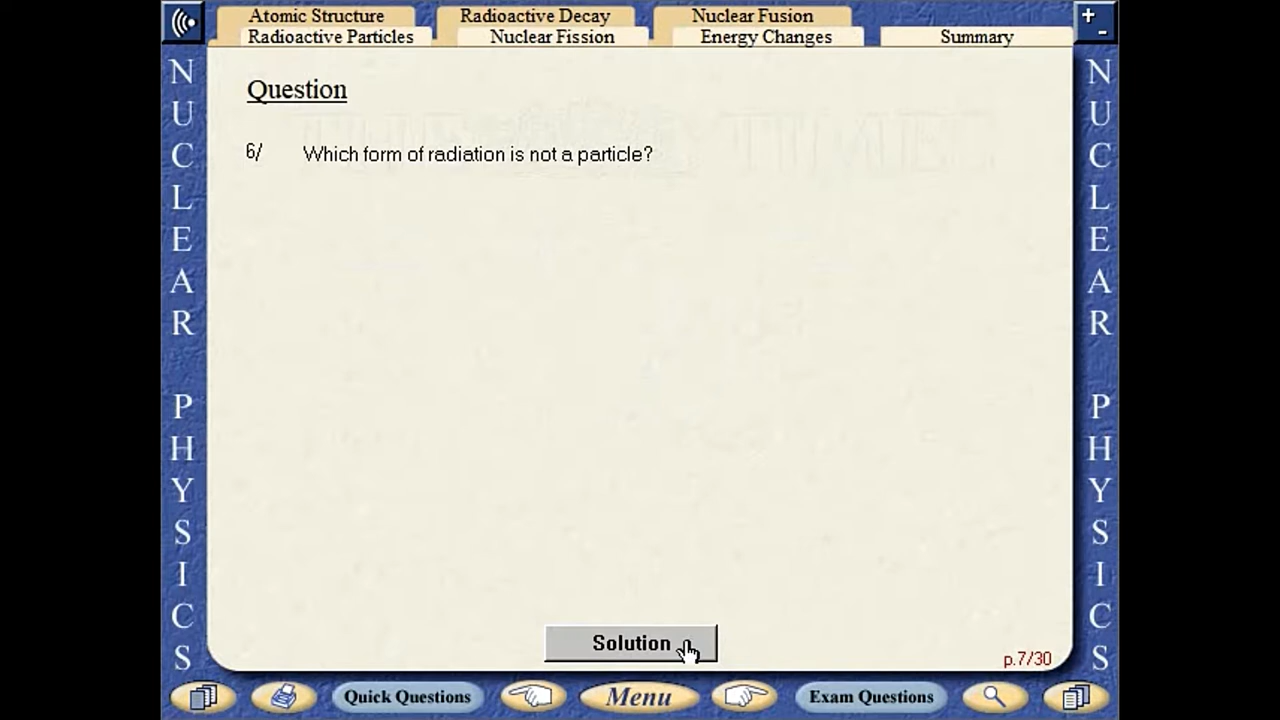 Atomic Structure
Radioactive Decay
Nuclear Fusion
+
-
Radioactive Particles
Nuclear Fission
Energy Changes
Summary
NUCLEAR PHYSICS
NUCLEAR PHYSICS
Question
6/ Which form of radiation is not a particle?
Solution
p.7/30
Quick Questions
Menu
Exam Questions